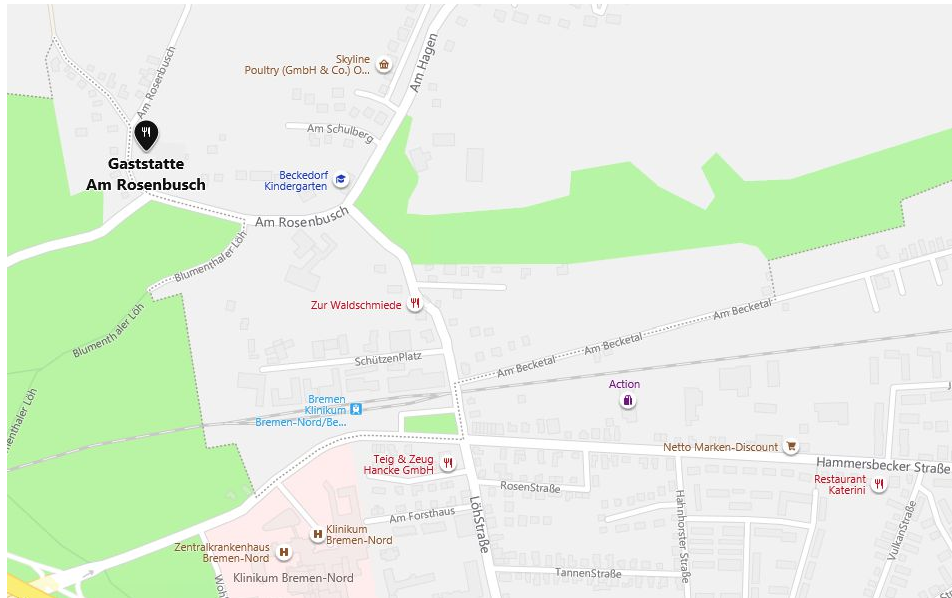 Skyline
Poultry (GmbH & Co.) O...
Am Hagen
Am Rosenbusch
Am Schulberg
Gaststatte
Am Rosenbusch
Beckedorf
Kindergarten
Am Rosenbusch
Blumenthaler Löh
Zur Waldschmiede
Am Becketal
Am Becketal
Am Becketal
Blumenthaler Löh
SchützenPlatz
Action
Bremen
Klinikum
Bremen-Nord/Be...
menthaler Löh
Netto Marken-Discount
Hammersbecker Straße
Teig & Zeug
Hancke GmbH
Restaurant
Katerini
RosenStraße
Hahnhorster Straße
LöhStraße
Am Forsthaus
VulkanStraße
Klinikum
Bremen-Nord
Zentralkrankenhaus
Bremen-Nord
Klinikum Bremen-Nord
TannenStraße
Woh